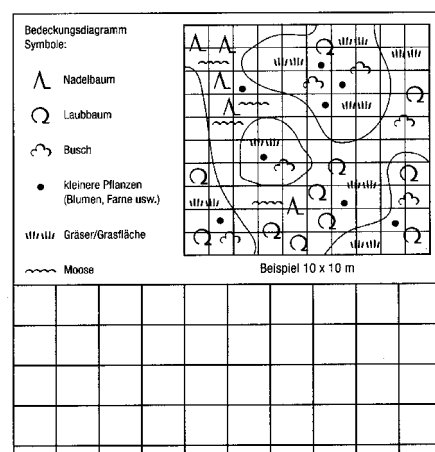 Bedeckungsdiagramm
Symbole:
Nadelbaum
Laubbaum
Busch
kleinere Pflanzen
(Blumen, Farne usw.)
Gräser/Grasfläche
Moose
Beispiel 10 x 10 m